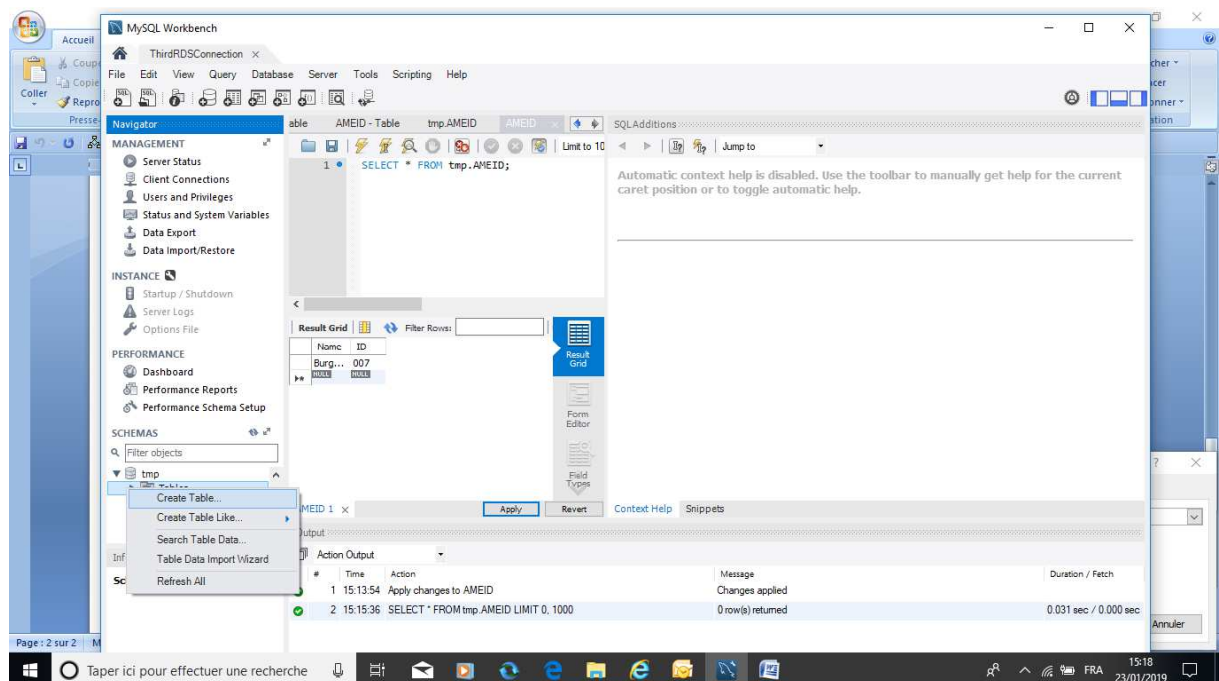 MySQL Workbench
Accueil
ThirdRDSConnection
File Edit View Query Database Server Tools Scripting Help
Coller
Navigator
able AMEID - Table tmp.AMEID AMEID
SQLAdditions
MANAGEMENT
Limit to 10
Jump to
Server Status
1 SELECT * FROM tmp.AMEID;
Client Connections
Automatic context help is disabled. Use the toolbar to manually get help for the current
caret position or to toggle automatic help.
Users and Privileges
Status and System Variables
Data Export
Data Import/Restore
INSTANCE
Startup / Shutdown
Server Logs
Options File
Result Grid Filter Rows:
Name ID
Burg... 007
NULL NULL
Result
Grid
PERFORMANCE
Dashboard
Performance Reports
Performance Schema Setup
Form
Editor
SCHEMAS
Filter objects
tmp
Tables
Field
Types
Create Table...
Create Table Like...
Search Table Data...
Table Data Import Wizard
Refresh All
MEID 1 Apply Revert
Context Help Snippets
utput
Inf
Action Output
Sc
# Time Action Message Duration / Fetch
1 15:13:54 Apply changes to AMEID Changes applied
2 15:15:36 SELECT * FROM tmp.AMEID LIMIT 0, 1000 0 row(s) returned 0.031 sec / 0.000 sec
Annuler
Page : 2 sur 2
Taper ici pour effectuer une recherche
FRA
15:18
23/01/2019